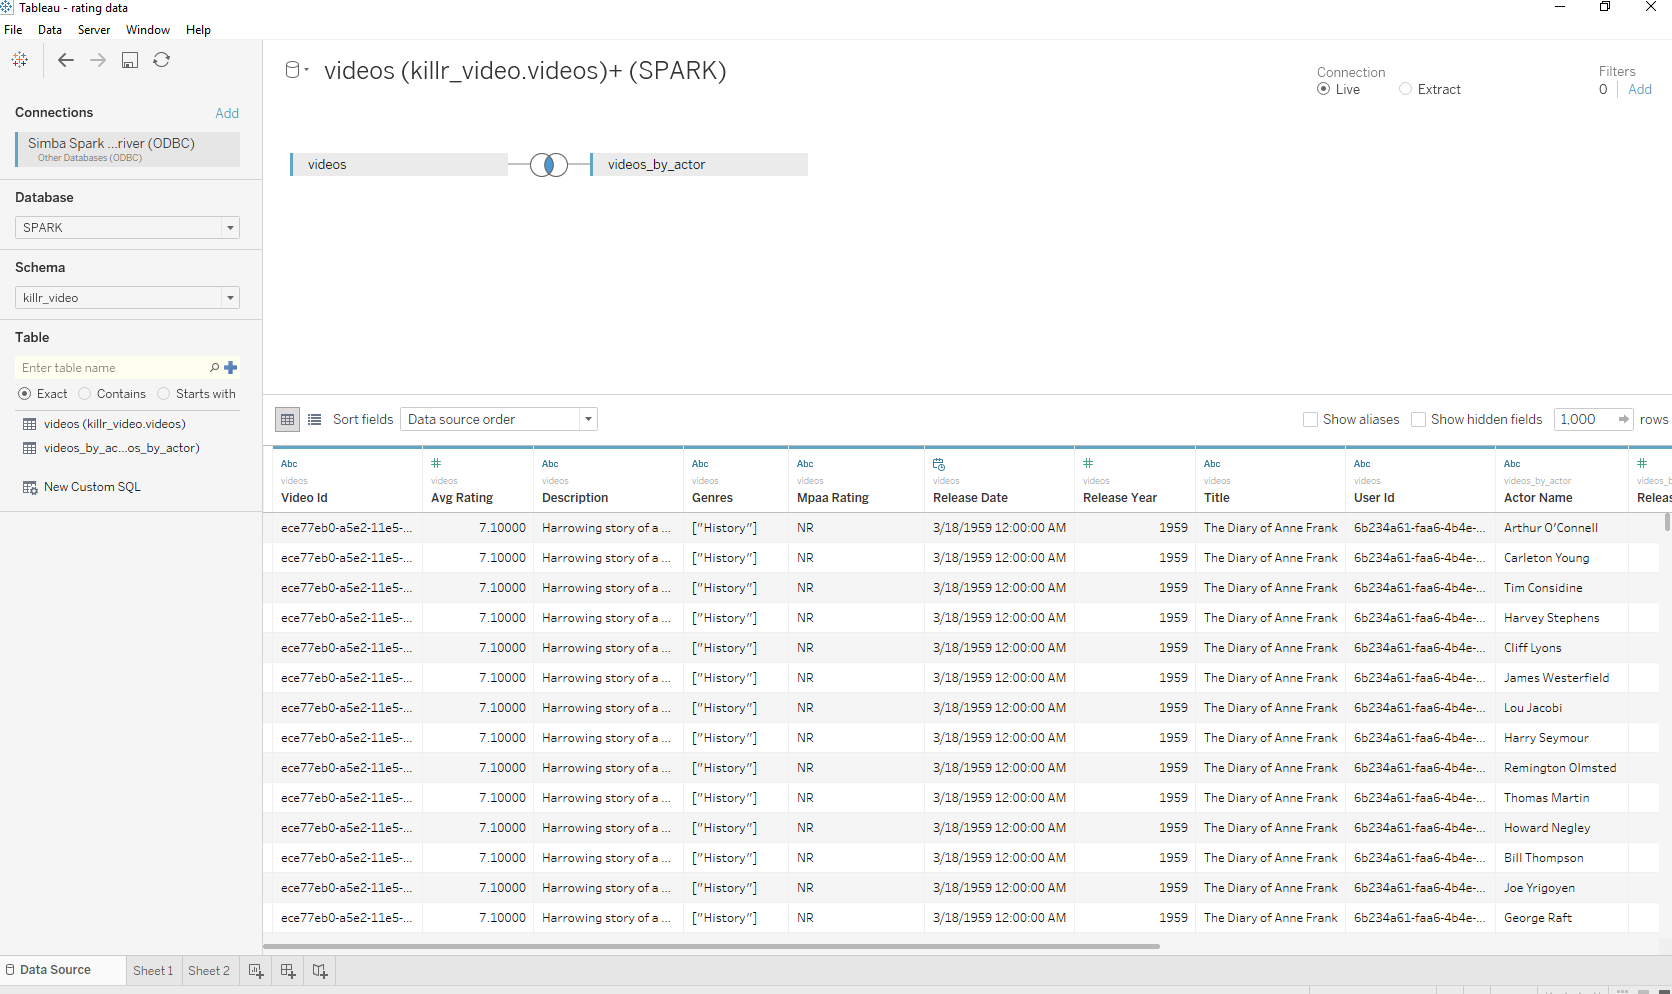 Tableau - rating data
File Data Server Window Help
videos (killr_video.videos)+ (SPARK)
Connection
Live Extract
Filters
0 Add
Connections Add
Simba Spark ...river (ODBC)
Other Databases (ODBC)
Database
SPARK
Schema
killr_video
Table
Enter table name
Exact Contains Starts with
videos (killr_video.videos)
videos_by_ac...os_by_actor)
New Custom SQL
videos videos_by_actor
Sort fields Data source order Show aliases Show hidden fields 1,000 rows
Abc # Abc Abc Abc # Abc Abc Abc #
videos videos videos videos videos videos videos videos videos videos_by_actor videos_b
Video Id Avg Rating Description Genres Mpaa Rating Release Date Release Year Title User Id Actor Name Releas
ece77eb0-a5e2-11e5-... 7.10000 Harrowing story of a ... ["History"] NR 3/18/1959 12:00:00 AM 1959 The Diary of Anne Frank 6b234a61-faa6-4b4e-... Arthur O'Connell
ece77eb0-a5e2-11e5-... 7.10000 Harrowing story of a ... ["History"] NR 3/18/1959 12:00:00 AM 1959 The Diary of Anne Frank 6b234a61-faa6-4b4e-... Carleton Young
ece77eb0-a5e2-11e5-... 7.10000 Harrowing story of a ... ["History"] NR 3/18/1959 12:00:00 AM 1959 The Diary of Anne Frank 6b234a61-faa6-4b4e-... Tim Considine
ece77eb0-a5e2-11e5-... 7.10000 Harrowing story of a ... ["History"] NR 3/18/1959 12:00:00 AM 1959 The Diary of Anne Frank 6b234a61-faa6-4b4e-... Harvey Stephens
ece77eb0-a5e2-11e5-... 7.10000 Harrowing story of a ... ["History"] NR 3/18/1959 12:00:00 AM 1959 The Diary of Anne Frank 6b234a61-faa6-4b4e-... Cliff Lyons
ece77eb0-a5e2-11e5-... 7.10000 Harrowing story of a ... ["History"] NR 3/18/1959 12:00:00 AM 1959 The Diary of Anne Frank 6b234a61-faa6-4b4e-... James Westerfield
ece77eb0-a5e2-11e5-... 7.10000 Harrowing story of a ... ["History"] NR 3/18/1959 12:00:00 AM 1959 The Diary of Anne Frank 6b234a61-faa6-4b4e-... Lou Jacobi
ece77eb0-a5e2-11e5-... 7.10000 Harrowing story of a ... ["History"] NR 3/18/1959 12:00:00 AM 1959 The Diary of Anne Frank 6b234a61-faa6-4b4e-... Harry Seymour
ece77eb0-a5e2-11e5-... 7.10000 Harrowing story of a ... ["History"] NR 3/18/1959 12:00:00 AM 1959 The Diary of Anne Frank 6b234a61-faa6-4b4e-... Remington Olmsted
ece77eb0-a5e2-11e5-... 7.10000 Harrowing story of a ... ["History"] NR 3/18/1959 12:00:00 AM 1959 The Diary of Anne Frank 6b234a61-faa6-4b4e-... Thomas Martin
ece77eb0-a5e2-11e5-... 7.10000 Harrowing story of a ... ["History"] NR 3/18/1959 12:00:00 AM 1959 The Diary of Anne Frank 6b234a61-faa6-4b4e-... Howard Negley
ece77eb0-a5e2-11e5-... 7.10000 Harrowing story of a ... ["History"] NR 3/18/1959 12:00:00 AM 1959 The Diary of Anne Frank 6b234a61-faa6-4b4e-... Bill Thompson
ece77eb0-a5e2-11e5-... 7.10000 Harrowing story of a ... ["History"] NR 3/18/1959 12:00:00 AM 1959 The Diary of Anne Frank 6b234a61-faa6-4b4e-... Joe Yrigoyen
ece77eb0-a5e2-11e5-... 7.10000 Harrowing story of a ... ["History"] NR 3/18/1959 12:00:00 AM 1959 The Diary of Anne Frank 6b234a61-faa6-4b4e-... George Raft
Data Source Sheet 1 Sheet 2